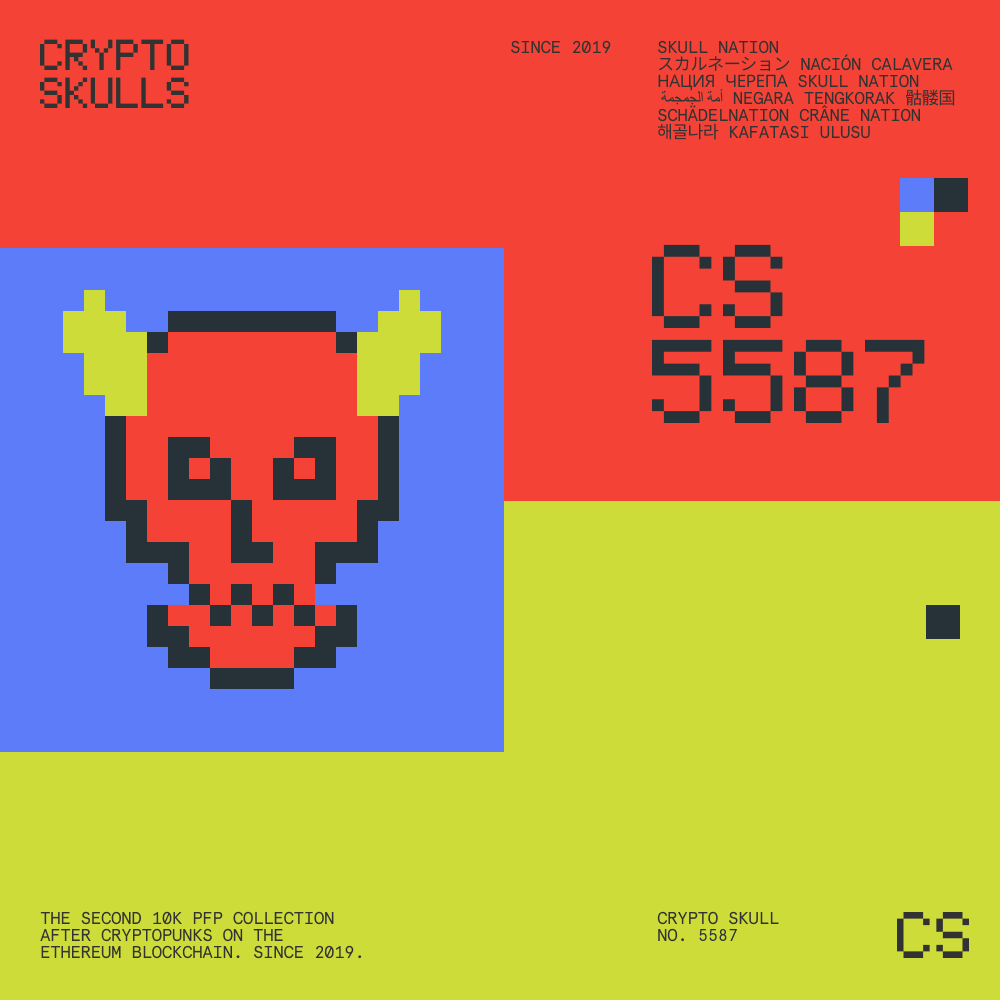 CRYPTO
SKULLS
SINCE 2019
SKULL NATION
スカルネーション NACIÓN CALAVERA
НАЦИЯ ЧЕРЕПА SKULL NATION
أمة الجمجمة NEGARA TENGKORAK 骷髅国
SCHÄDELNATION CRÂNE NATION
해골나라 KAFATASI ULUSU
CS
5587
THE SECOND 10K PFP COLLECTION
AFTER CRYPTOPUNKS ON THE
ETHEREUM BLOCKCHAIN. SINCE 2019.
CRYPTO SKULL
NO. 5587
CS